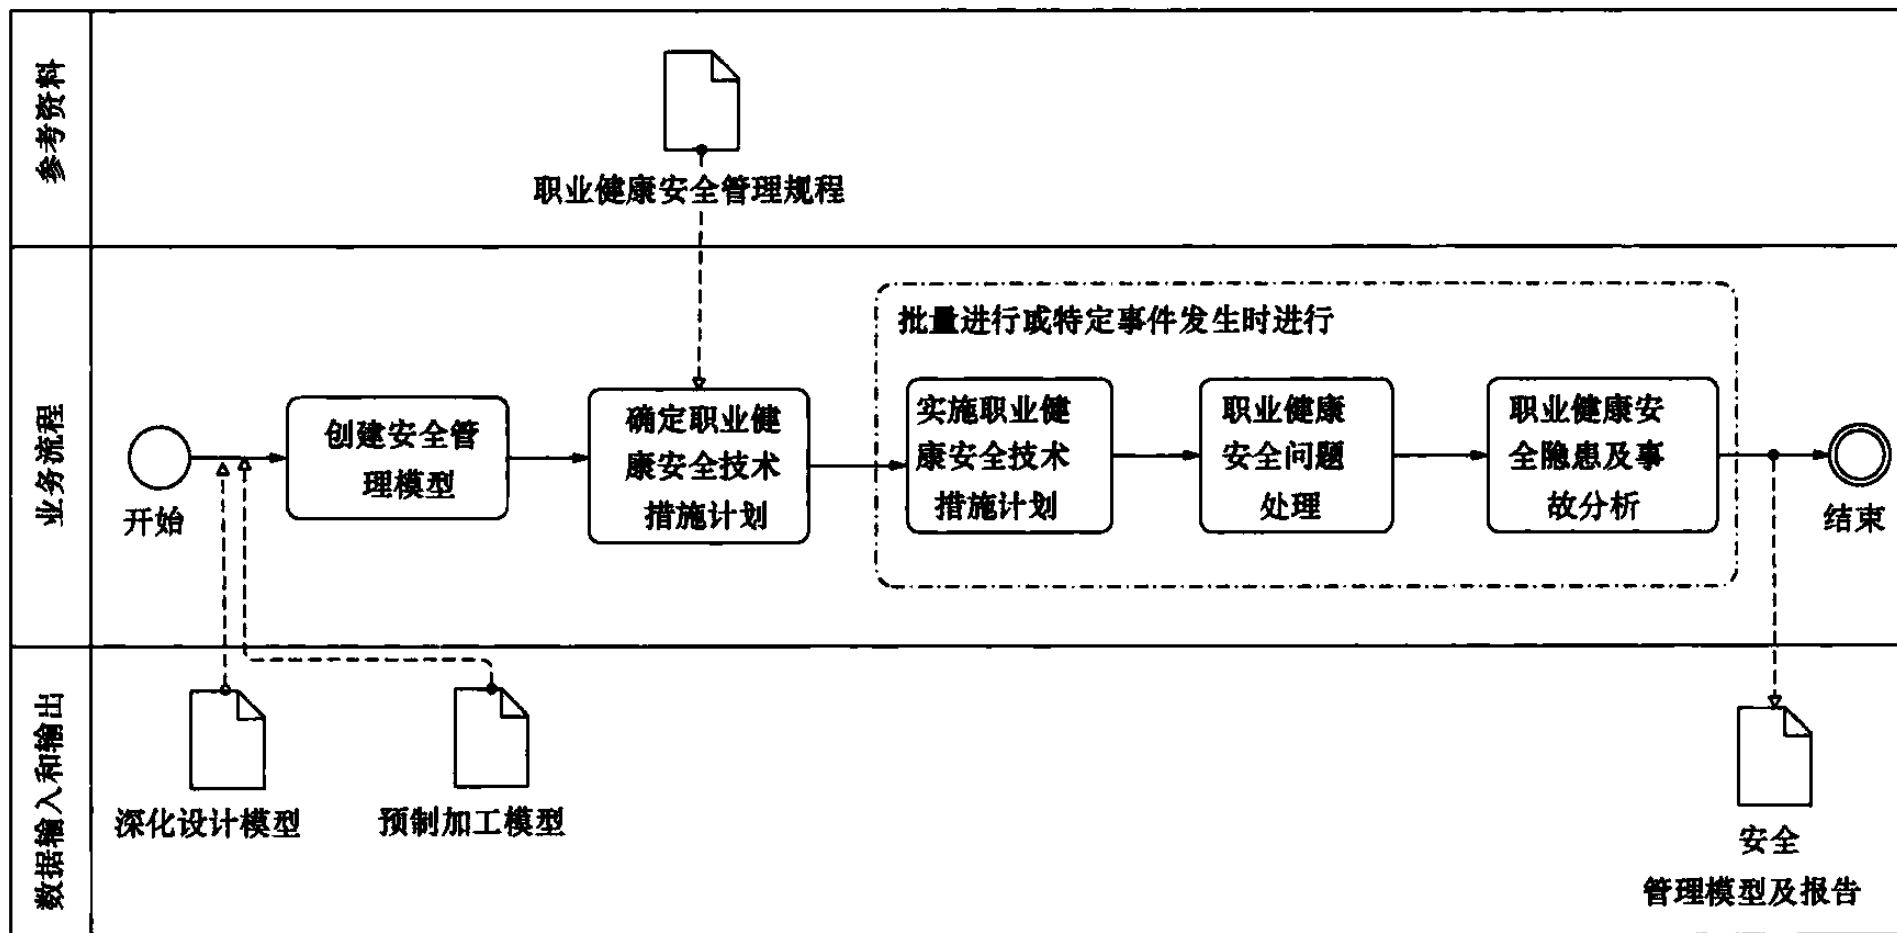 参考资料
职业健康安全管理规程
业务流程
批量进行或特定事件发生时进行
开始
创建安全管
理模型
确定职业健
康安全技术
措施计划
实施职业健
康安全技术
措施计划
职业健康
安全问题
处理
职业健康安
全隐患及事
故分析
结束
数据输入和输出
深化设计模型
预制加工模型
安全
管理模型及报告